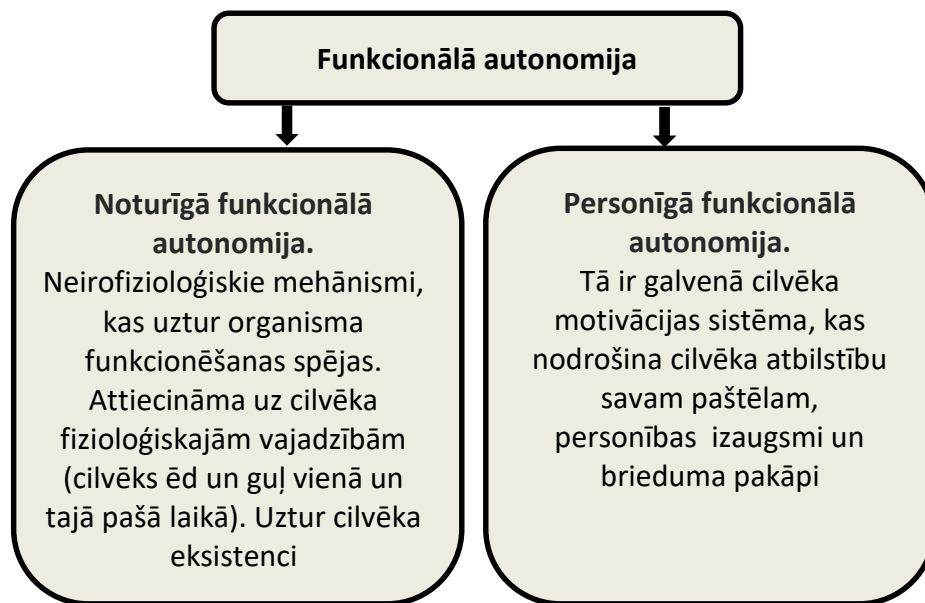 Funkcionālā autonomija
Noturīgā funkcionālā
autonomija.
Neirofizioloģiskie mehānismi,
kas uztur organisma
funkcionēšanas spējas.
Attiecināma uz cilvēka
fizioloģiskajām vajadzībām
(cilvēks ēd un guļ vienā un
tajā pašā laikā). Uztur cilvēka
eksistenci
Personīgā funkcionālā
autonomija.
Tā ir galvenā cilvēka
motivācijas sistēma, kas
nodrošina cilvēka atbilstību
savam paštēlam,
personības izaugsmi un
brieduma pakāpi